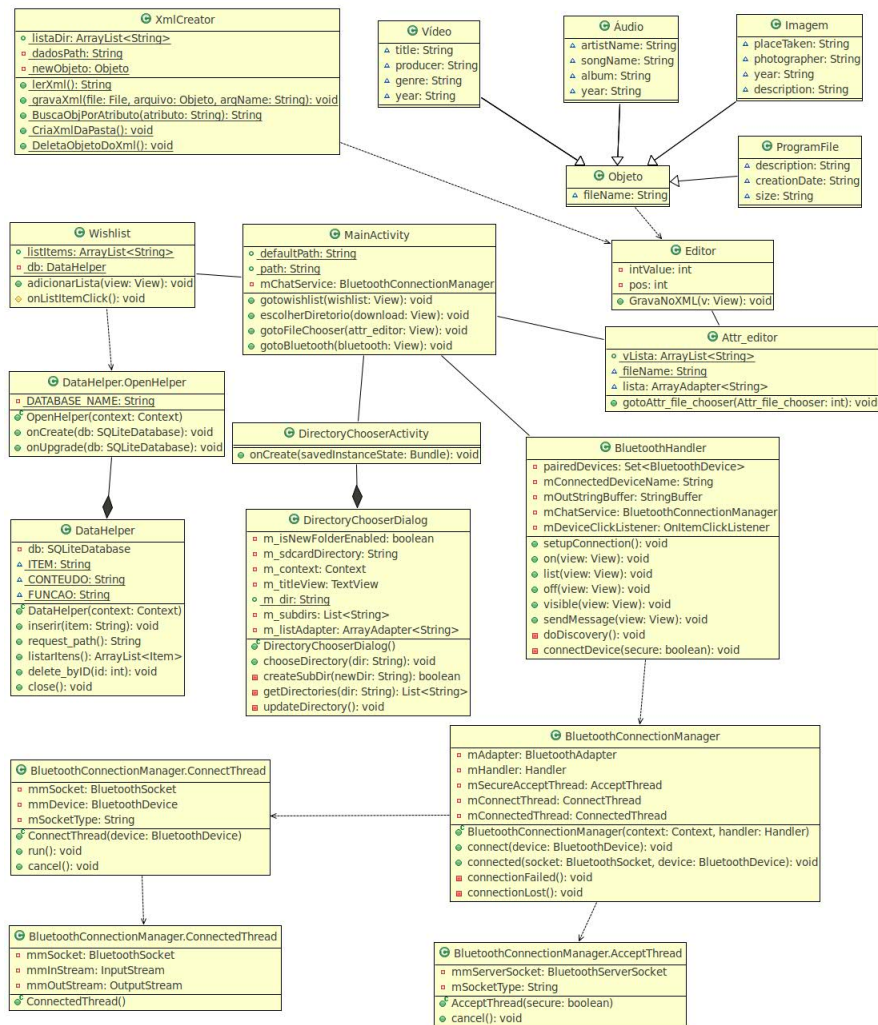 XmlCreator
listaDir: ArrayList<String>
dadosPath: String
newObjeto: Objeto
lerXml(): String
gravaXml(file: File, arquivo: Objeto, arqName: String): void
BuscaObjPorAtributo(atributo: String): String
CriaXmlDaPasta(): void
DeletaObjetoDoXml(): void
Vídeo
title: String
producer: String
genre: String
year: String
Áudio
artistName: String
songName: String
album: String
year: String
Imagem
placeTaken: String
photographer: String
year: String
description: String
ProgramFile
description: String
creationDate: String
size: String
Objeto
fileName: String
Wishlist
listItems: ArrayList<String>
db: DataHelper
adicionarLista(view: View): void
onListItemClick(): void
MainActivity
defaultPath: String
path: String
mChatService: BluetoothConnectionManager
gotowishlist(wishlist: View): void
escolherDiretorio(download: View): void
gotoFileChooser(attr_editor: View): void
gotoBluetooth(bluetooth: View): void
Editor
intValue: int
pos: int
GravaNoXML(v: View): void
Attr_editor
vLista: ArrayList<String>
fileName: String
lista: ArrayAdapter<String>
gotoAttr_file_chooser(Attr_file_chooser: int): void
DataHelper.OpenHelper
DATABASE_NAME: String
OpenHelper(context: Context)
onCreate(db: SQLiteDatabase): void
onUpgrade(db: SQLiteDatabase): void
DirectoryChooserActivity
onCreate(savedInstanceState: Bundle): void
BluetoothHandler
pairedDevices: Set<BluetoothDevice>
mConnectedDeviceName: String
mOutStringBuffer: StringBuffer
mChatService: BluetoothConnectionManager
mDeviceClickListener: OnItemClickListener
setupConnection(): void
on(view: View): void
list(view: View): void
off(view: View): void
visible(view: View): void
sendMessage(view: View): void
doDiscovery(): void
connectDevice(secure: boolean): void
DataHelper
db: SQLiteDatabase
ITEM: String
CONTEUDO: String
FUNCAO: String
DataHelper(context: Context)
inserir(item: String): void
request_path(): String
listarItens(): ArrayList<Item>
delete_byID(id: int): void
close(): void
DirectoryChooserDialog
m_isNewFolderEnabled: boolean
m_sdcardDirectory: String
m_context: Context
m_titleView: TextView
m_dir: String
m_subdirs: List<String>
m_listAdapter: ArrayAdapter<String>
DirectoryChooserDialog()
chooseDirectory(dir: String): void
createSubDir(newDir: String): boolean
getDirectories(dir: String): List<String>
updateDirectory(): void
BluetoothConnectionManager
mAdapter: BluetoothAdapter
mHandler: Handler
mSecureAcceptThread: AcceptThread
mConnectThread: ConnectThread
mConnectedThread: ConnectedThread
BluetoothConnectionManager(context: Context, handler: Handler)
connect(device: BluetoothDevice): void
connected(socket: BluetoothSocket, device: BluetoothDevice): void
connectionFailed(): void
connectionLost(): void
BluetoothConnectionManager.ConnectThread
mmSocket: BluetoothSocket
mmDevice: BluetoothDevice
mSocketType: String
ConnectThread(device: BluetoothDevice)
run(): void
cancel(): void
BluetoothConnectionManager.ConnectedThread
mmSocket: BluetoothSocket
mmInStream: InputStream
mmOutStream: OutputStream
ConnectedThread()
BluetoothConnectionManager.AcceptThread
mmServerSocket: BluetoothServerSocket
mSocketType: String
AcceptThread(secure: boolean)
cancel(): void